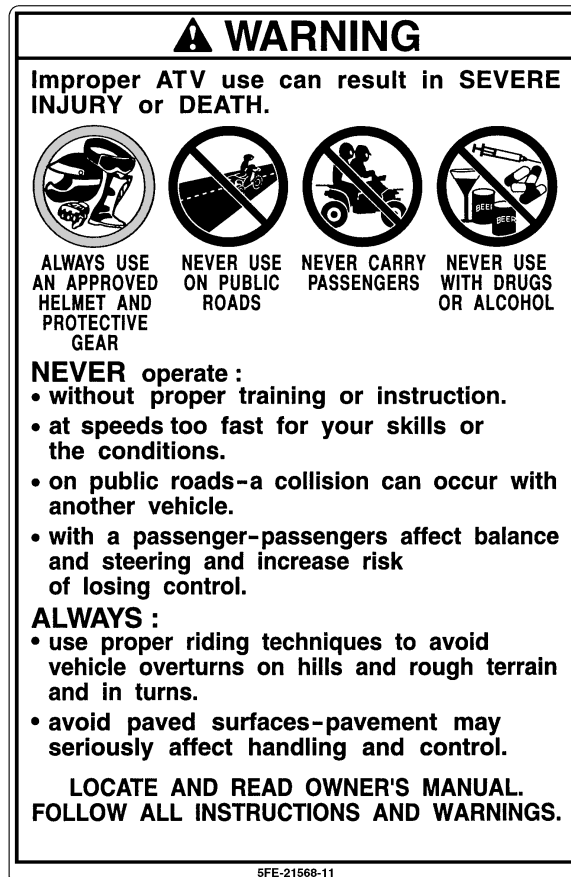 WARNING
Improper ATV use can result in SEVERE
INJURY or DEATH.
BEER
BEER
ALWAYS USE
AN APPROVED
HELMET AND
PROTECTIVE
GEAR
NEVER USE
ON PUBLIC
ROADS
NEVER CARRY
PASSENGERS
NEVER USE
WITH DRUGS
OR ALCOHOL
NEVER operate :
• without proper training or instruction.
• at speeds too fast for your skills or
the conditions.
• on public roads-a collision can occur with
another vehicle.
• with a passenger-passengers affect balance
and steering and increase risk
of losing control.
ALWAYS :
• use proper riding techniques to avoid
vehicle overturns on hills and rough terrain
and in turns.
• avoid paved surfaces-pavement may
seriously affect handling and control.
LOCATE AND READ OWNER'S MANUAL.
FOLLOW ALL INSTRUCTIONS AND WARNINGS.
5FE-21568-11